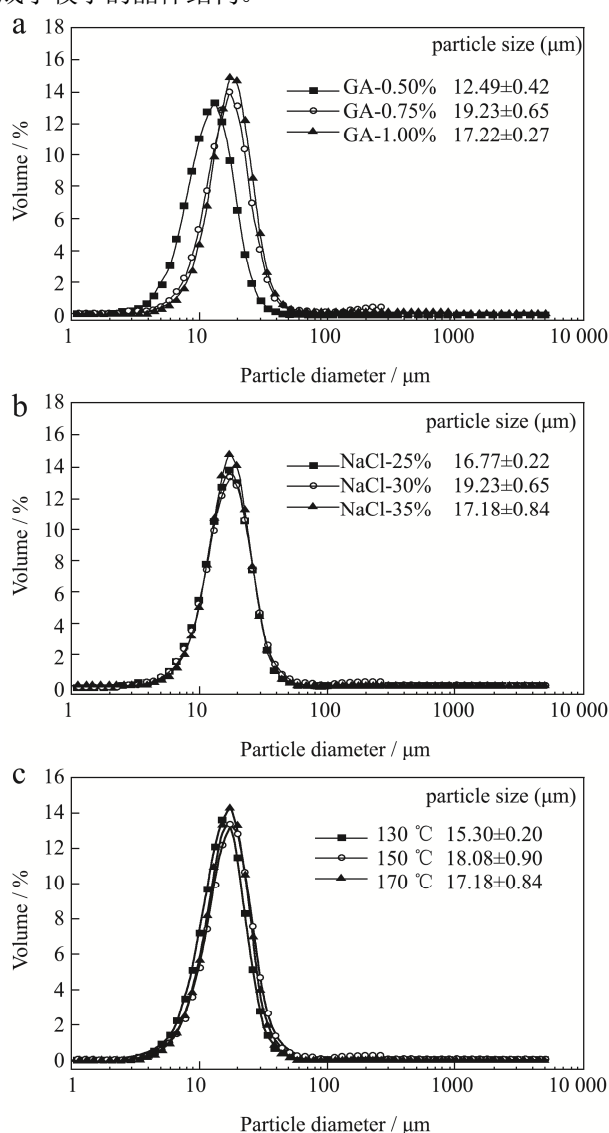 a
18
16
14
12
10
8
6
4
2
0
Volume / %
particle size (μm)
GA-0.50% 12.49±0.42
GA-0.75% 19.23±0.65
GA-1.00% 17.22±0.27
1 10 100 1000 10 000
Particle diameter / μm
b
18
16
14
12
10
8
6
4
2
0
Volume / %
particle size (μm)
NaCl-25% 16.77±0.22
NaCl-30% 19.23±0.65
NaCl-35% 17.18±0.84
1 10 100 1000 10 000
Particle diameter / μm
c
16
14
12
10
8
6
4
2
0
Volume / %
particle size (μm)
130 ℃ 15.30±0.20
150 ℃ 18.08±0.90
170 ℃ 17.18±0.84
1 10 100 1000 10 000
Particle diameter / μm